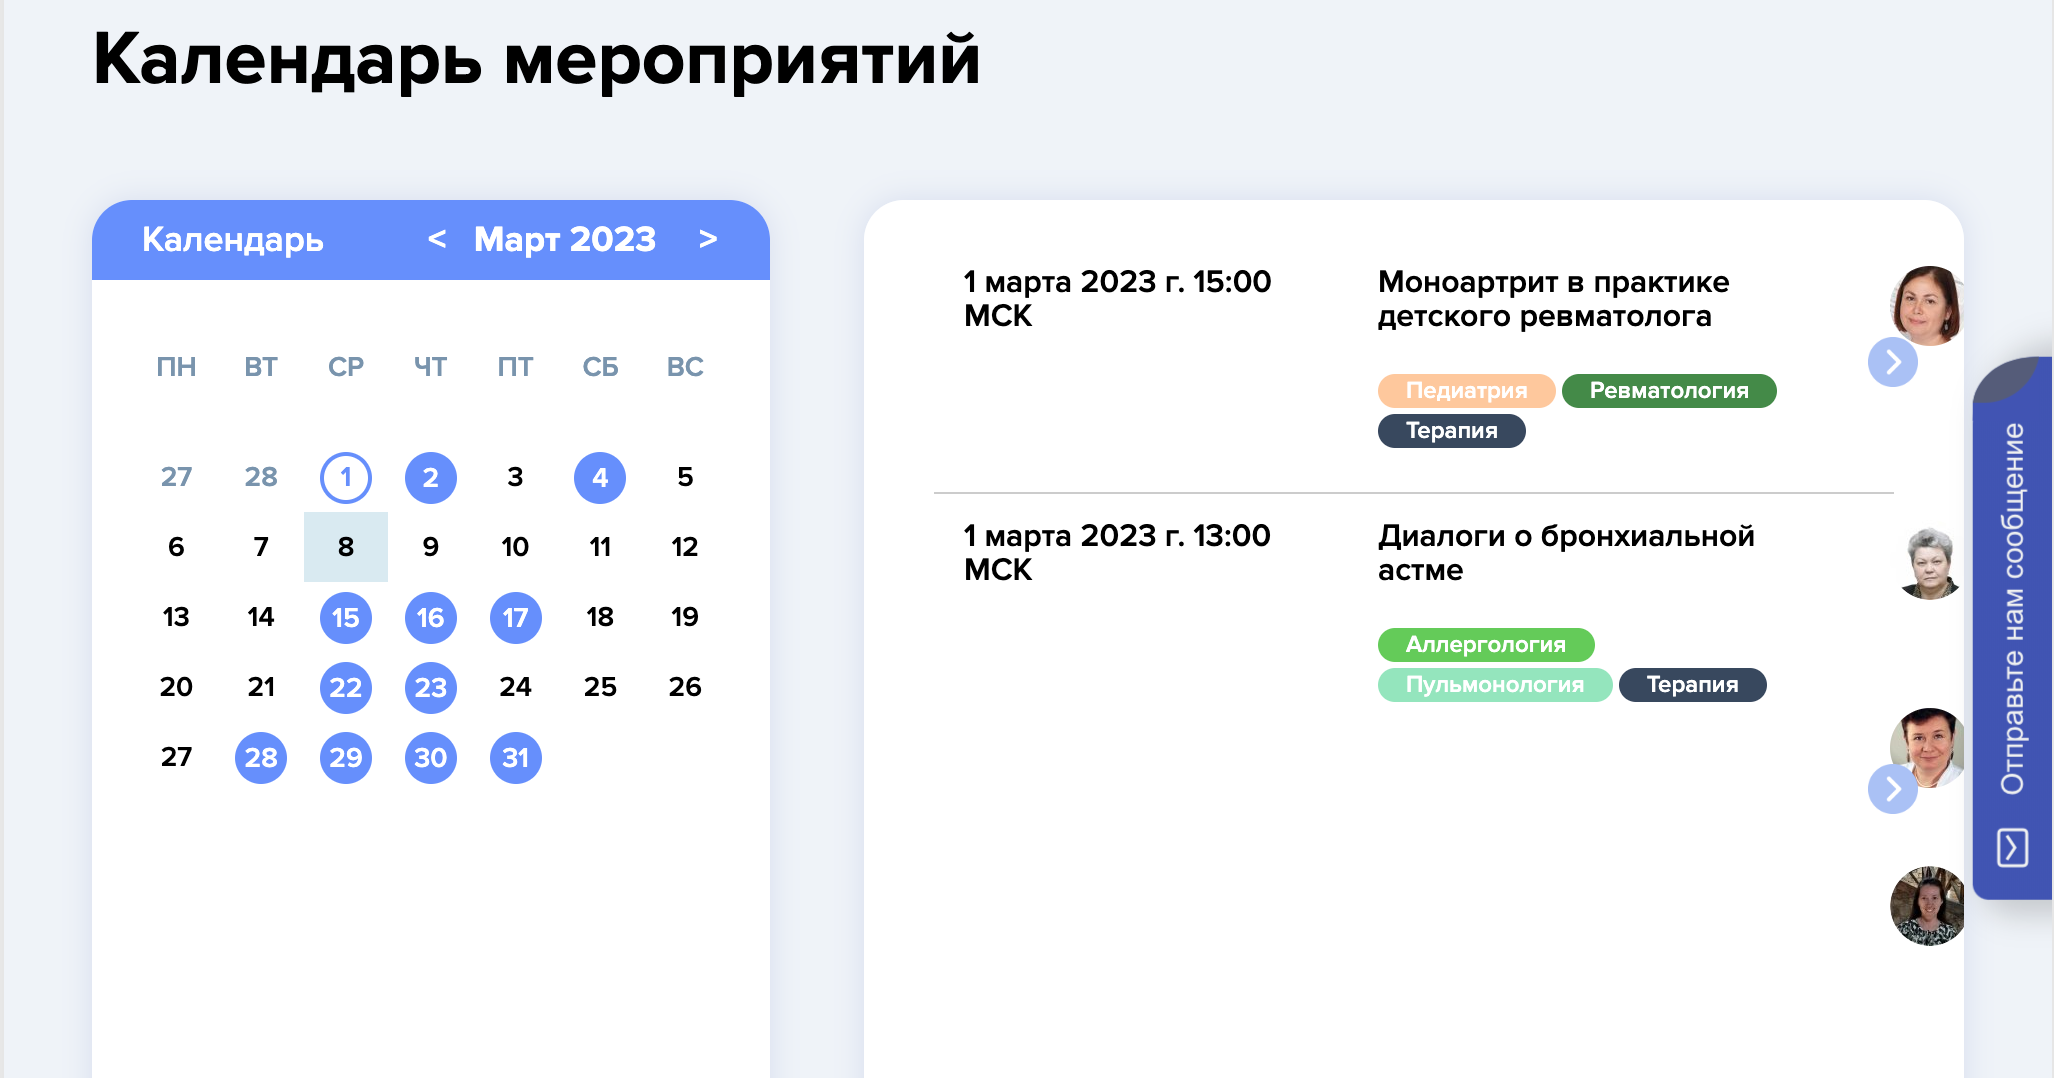 Календарь мероприятий
Календарь < Март 2023 >
ПН ВТ СР ЧТ ПТ СБ ВС
27 28 1 2 3 4 5
6 7 8 9 10 11 12
13 14 15 16 17 18 19
20 21 22 23 24 25 26
27 28 29 30 31
1 марта 2023 г. 15:00
МСК
Моноартрит в практике
детского ревматолога
Педиатрия Ревматология
Терапия
1 марта 2023 г. 13:00
МСК
Диалоги о бронхиальной
астме
Аллергология
Пульмонология Терапия
Отправьте нам сообщение